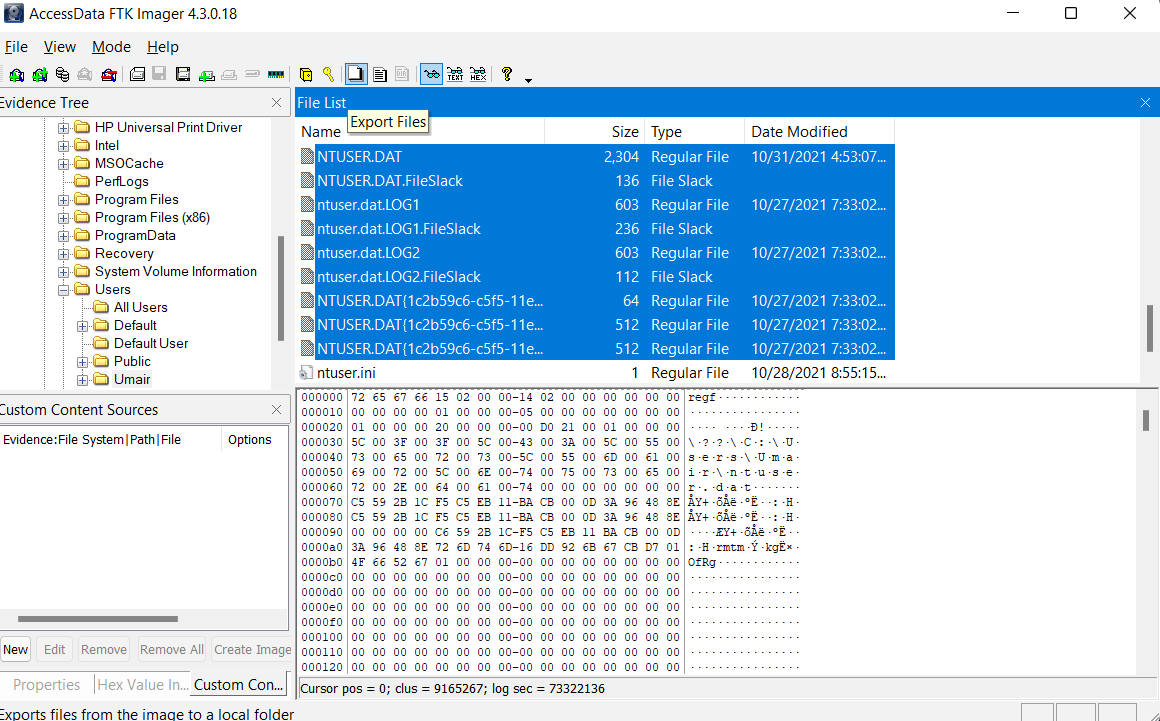 AccessData FTK Imager 4.3.0.18
File View Mode Help
Evidence Tree
HP Universal Print Driver
Intel
MSOCache
PerfLogs
Program Files
Program Files (x86)
ProgramData
Recovery
System Volume Information
Users
All Users
Default
Default User
Public
Umair
Custom Content Sources
Evidence:File System|Path|File Options
New Edit Remove Remove All Create Image
Properties Hex Value In... Custom Con...
File List
Export Files
Name Size Type Date Modified
NTUSER.DAT 2,304 Regular File 10/31/2021 4:53:07...
NTUSER.DAT.FileSlack 136 File Slack
ntuser.dat.LOG1 603 Regular File 10/27/2021 7:33:02...
ntuser.dat.LOG1.FileSlack 236 File Slack
ntuser.dat.LOG2 603 Regular File 10/27/2021 7:33:02...
ntuser.dat.LOG2.FileSlack 112 File Slack
NTUSER.DAT{1c2b59c6-c5f5-11e... 64 Regular File 10/27/2021 7:33:02...
NTUSER.DAT{1c2b59c6-c5f5-11e... 512 Regular File 10/27/2021 7:33:02...
NTUSER.DAT{1c2b59c6-c5f5-11e... 512 Regular File 10/27/2021 7:33:02...
ntuser.ini 1 Regular File 10/28/2021 8:55:15...
000000 72 65 67 66 15 02 00 00-14 02 00 00 00 00 00 00 regf············
000010 00 00 00 00 01 00 00 00-05 00 00 00 00 00 00 00 ················
000020 01 00 00 00 20 00 00 00-00 D0 21 00 01 00 00 00 ···· ····Ð!·····
000030 5C 00 3F 00 3F 00 5C 00-43 00 3A 00 5C 00 55 00 \·?·?·\·C·:·\·U·
000040 73 00 65 00 72 00 73 00-5C 00 55 00 6D 00 61 00 s·e·r·s·\·U·m·a·
000050 69 00 72 00 5C 00 6E 00-74 00 75 00 73 00 65 00 i·r·\·n·t·u·s·e·
000060 72 00 2E 00 64 00 61 00-74 00 00 00 00 00 00 00 r·.·d·a·t·······
000070 C5 59 2B 1C F5 C5 EB 11-BA CB 00 0D 3A 96 48 8E ÅY+·õÅë·ºË··:·H·
000080 C5 59 2B 1C F5 C5 EB 11-BA CB 00 0D 3A 96 48 8E ÅY+·õÅë·ºË··:·H·
000090 00 00 00 00 C6 59 2B 1C-F5 C5 EB 11 BA CB 00 0D ····ÆY+·õÅë·ºË··
0000a0 3A 96 48 8E 72 6D 74 6D-16 DD 92 6B 67 CB D7 01 :·H·rmtm·Ý·kgË×·
0000b0 4F 66 52 67 01 00 00 00-00 00 00 00 00 00 00 00 OfRg············
0000c0 00 00 00 00 00 00 00 00-00 00 00 00 00 00 00 00 ················
0000d0 00 00 00 00 00 00 00 00-00 00 00 00 00 00 00 00 ················
0000e0 00 00 00 00 00 00 00 00-00 00 00 00 00 00 00 00 ················
0000f0 00 00 00 00 00 00 00 00-00 00 00 00 00 00 00 00 ················
000100 00 00 00 00 00 00 00 00-00 00 00 00 00 00 00 00 ················
000110 00 00 00 00 00 00 00 00-00 00 00 00 00 00 00 00 ················
000120 00 00 00 00 00 00 00 00-00 00 00 00 00 00 00 00 ················
Cursor pos = 0; clus = 9165267; log sec = 73322136
Exports files from the image to a local folder